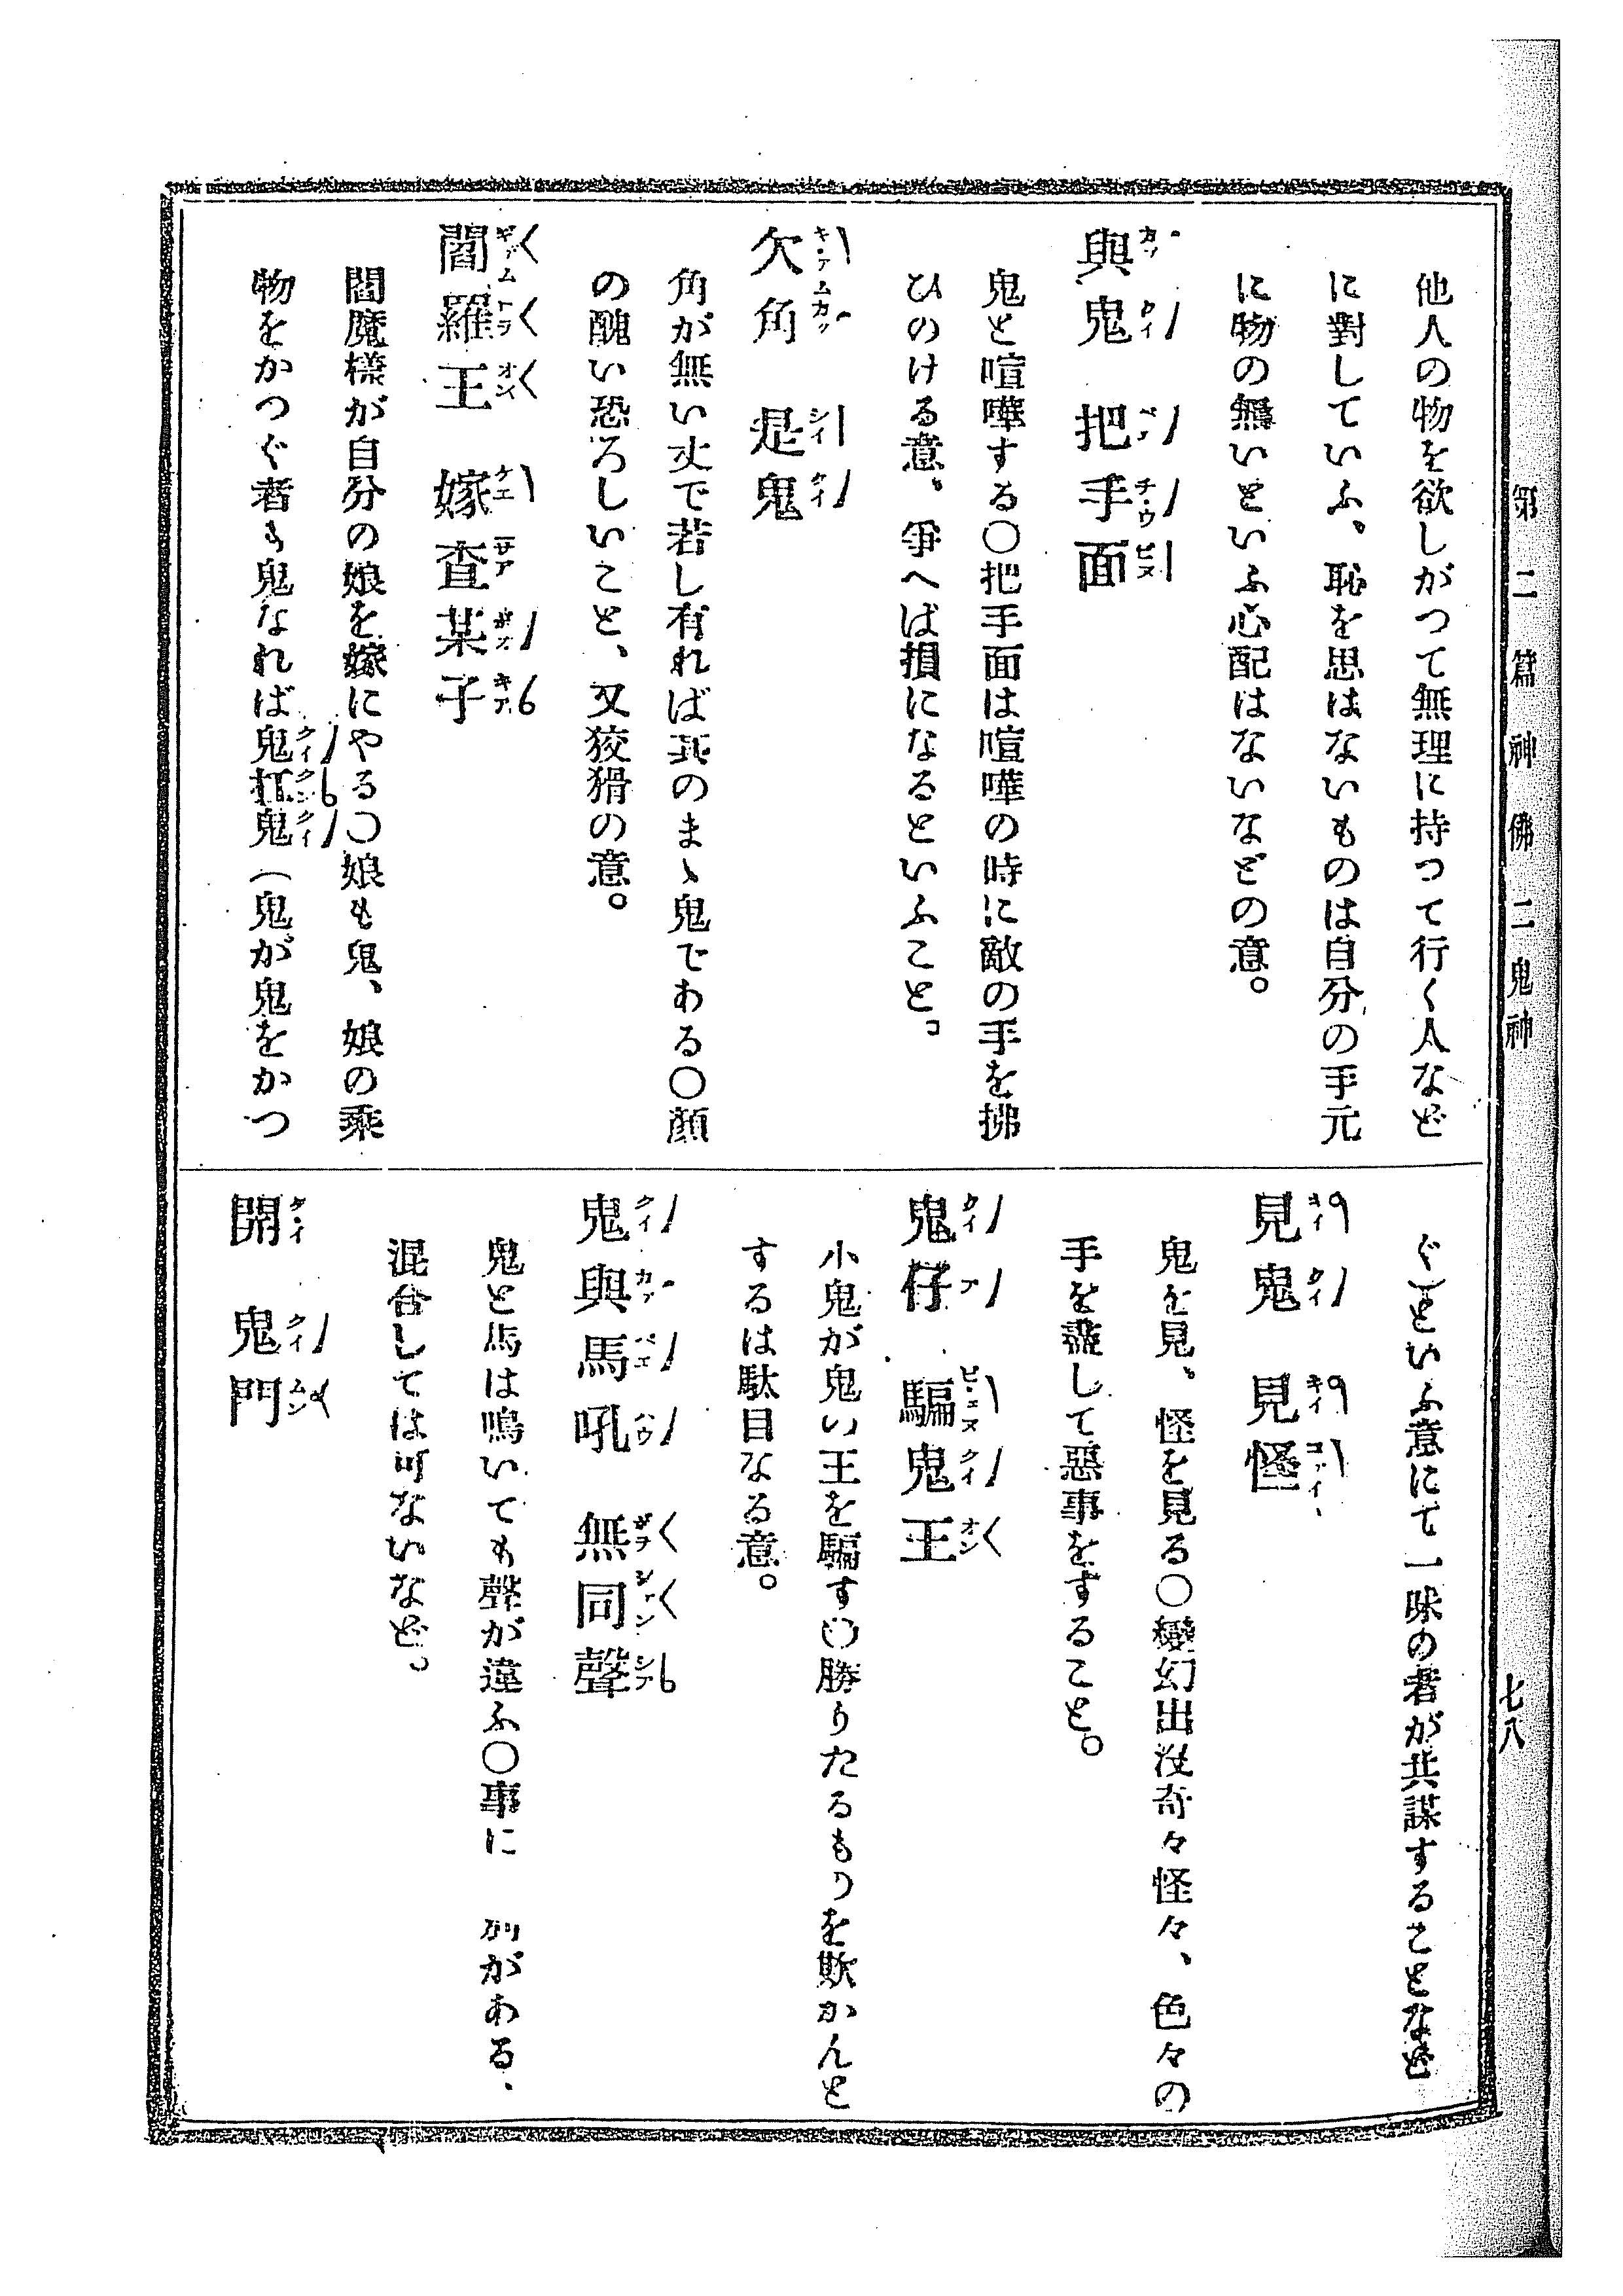 第二篇　神佛　二鬼神
七八
他人の物を欲しがつて無理に持つて行く人など
に對していふ。恥を思はないものは自分の手元
に物の無いといふ心配はないなどの意。
與鬼　把手面
鬼と喧嘩する〇把手面は喧嘩の時に敵の手を拂
ひのける意、爭へば損になるといふこと。
欠角　是鬼
角が無い丈で若し有れば其のまゝ鬼である〇顔
の醜い恐ろしいこと、又狡猾の意。
閻羅王　嫁査某子
閻魔樣が自分の娘を嫁にやる〇娘も鬼、娘の乘
物をかつぐ者も鬼なれば鬼扛鬼（鬼が鬼をかつ
ぐ）といふ意にて一味の者が共謀することなど
見鬼　見怪
鬼を見、怪を見る〇變幻出沒奇々怪々、色々の
手を盡して惡事をすること。
鬼仔　騙鬼王
小鬼が鬼い王を騙す〇勝りたるものを欺かんと
するは駄目なる意。
鬼與馬吼　無同聲
鬼と馬は鳴いても聲が違ふ〇事に　別がある、
混合しては可ないなど。
開　鬼門